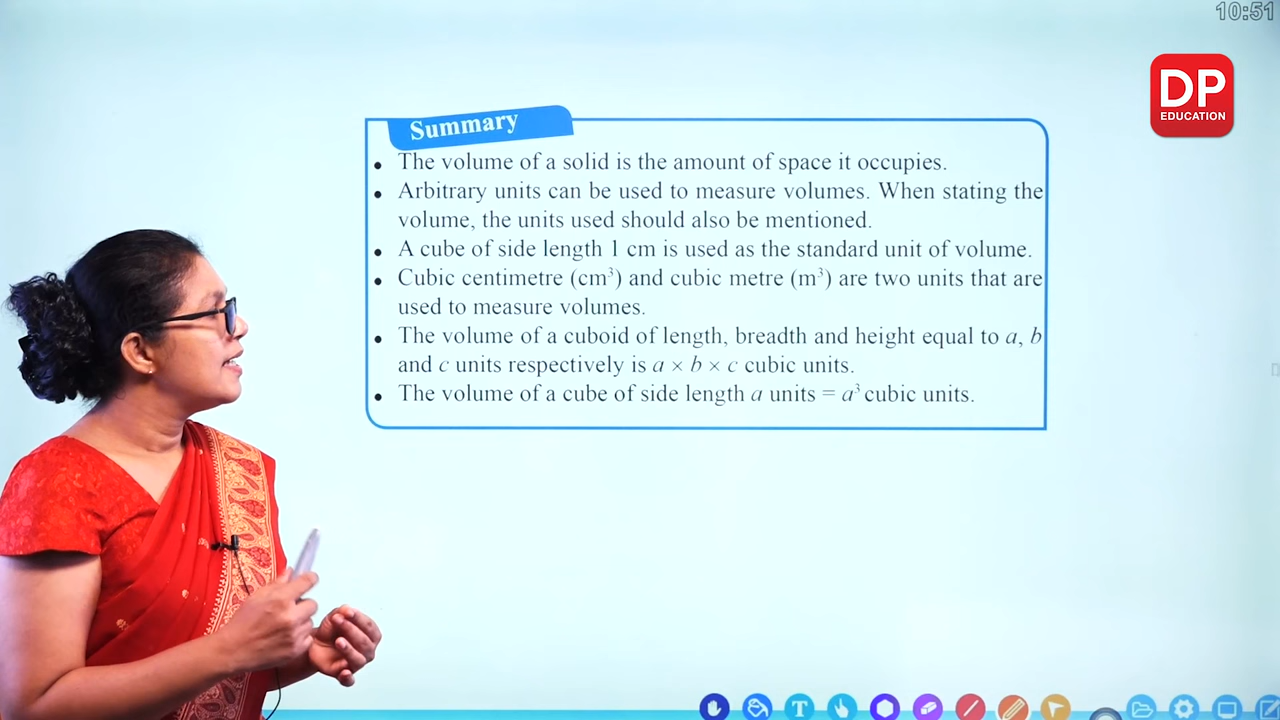 10:51
DP
EDUCATION
Summary
• The volume of a solid is the amount of space it occupies.
• Arbitrary units can be used to measure volumes. When stating the
volume, the units used should also be mentioned.
• A cube of side length 1 cm is used as the standard unit of volume.
• Cubic centimetre (cm³) and cubic metre (m³) are two units that are
used to measure volumes.
• The volume of a cuboid of length, breadth and height equal to a, b
and c units respectively is a × b × c cubic units.
• The volume of a cube of side length a units = a³ cubic units.
T